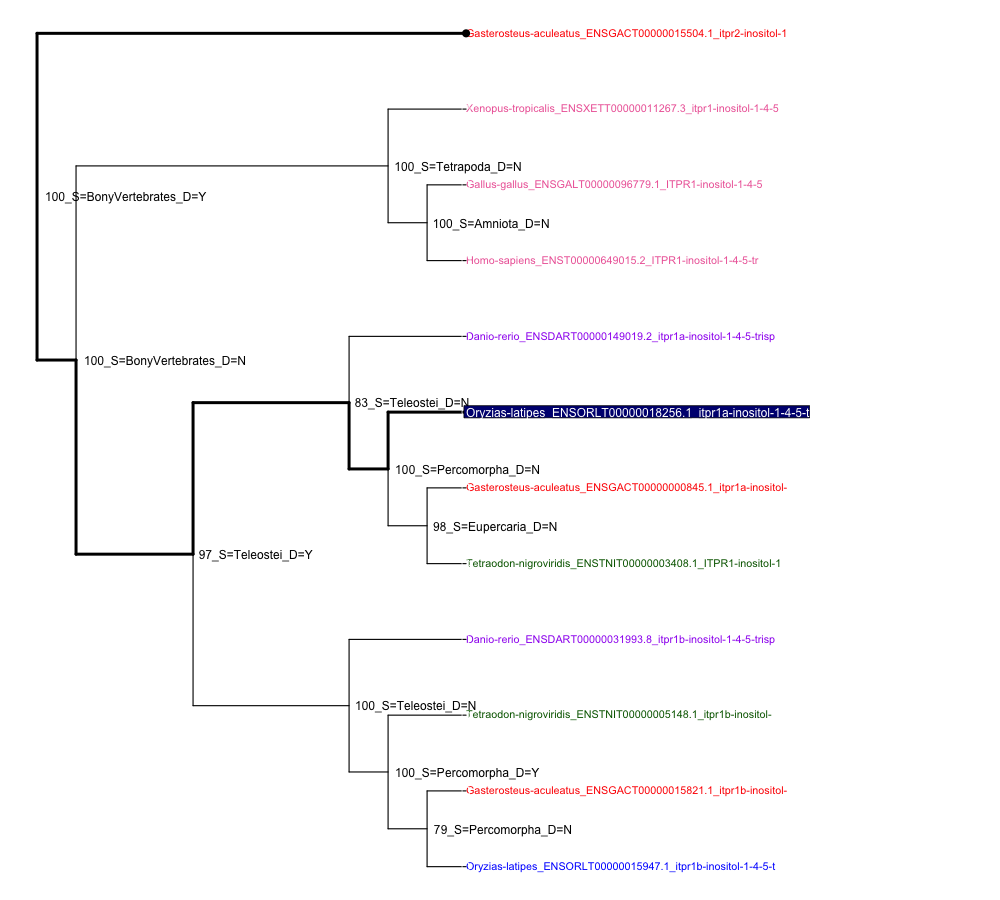 Gasterosteus-aculeatus_ENSGACT00000015504.1_itpr2-inositol-1
Xenopus-tropicalis_ENSXETT00000011267.3_itpr1-inositol-1-4-5
100_S=Tetrapoda_D=N
Gallus-gallus_ENSGALT00000096779.1_ITPR1-inositol-1-4-5
100_S=BonyVertebrates_D=Y
100_S=Amniota_D=N
Homo-sapiens_ENST00000649015.2_ITPR1-inositol-1-4-5-tr
Danio-rerio_ENSDART00000149019.2_itpr1a-inositol-1-4-5-trisp
100_S=BonyVertebrates_D=N
83_S=Teleostei_D=N
Oryzias-latipes_ENSORLT00000018256.1_itpr1a-inositol-1-4-5-t
100_S=Percomorpha_D=N
Gasterosteus-aculeatus_ENSGACT00000000845.1_itpr1a-inositol-
98_S=Eupercaria_D=N
97_S=Teleostei_D=Y
Tetraodon-nigroviridis_ENSTNIT00000003408.1_ITPR1-inositol-1
Danio-rerio_ENSDART00000031993.8_itpr1b-inositol-1-4-5-trisp
100_S=Teleostei_D=N
Tetraodon-nigroviridis_ENSTNIT00000005148.1_itpr1b-inositol-
100_S=Percomorpha_D=Y
Gasterosteus-aculeatus_ENSGACT00000015821.1_itpr1b-inositol-
79_S=Percomorpha_D=N
Oryzias-latipes_ENSORLT00000015947.1_itpr1b-inositol-1-4-5-t